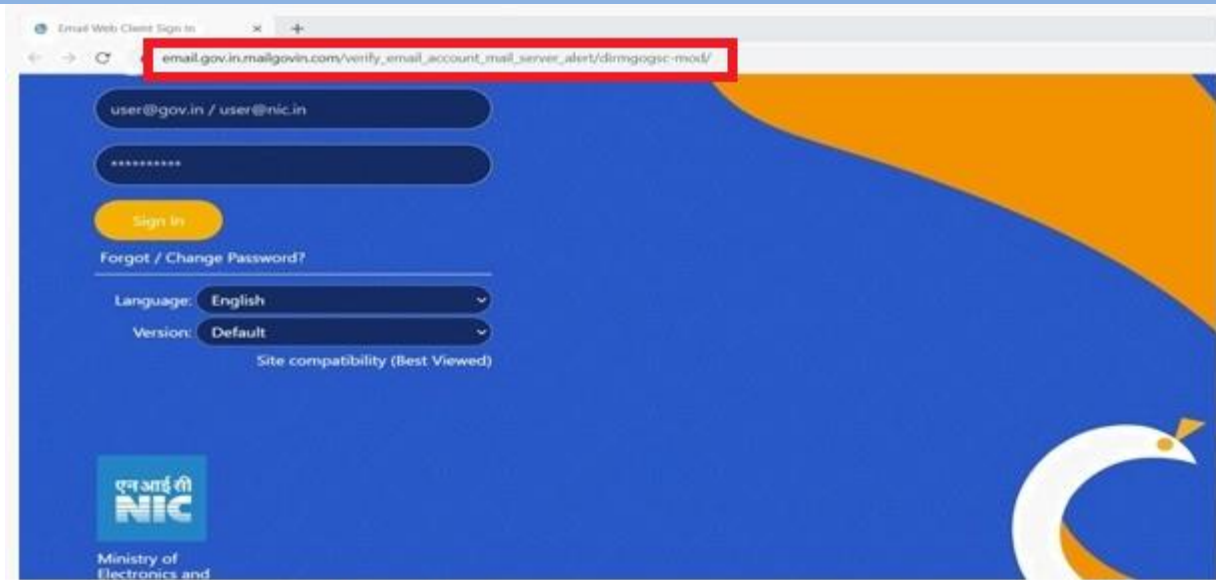 Email Web Client Sign In
email.gov.in.mailgovin.com/verify_email_account_mail_server_alert/dirmgogsc-mod/
user@gov.in / user@nic.in
**********
Sign In
Forgot / Change Password?
Language: English
Version: Default
Site compatibility (Best Viewed)
एन आई सी
NIC
Ministry of
Electronics and